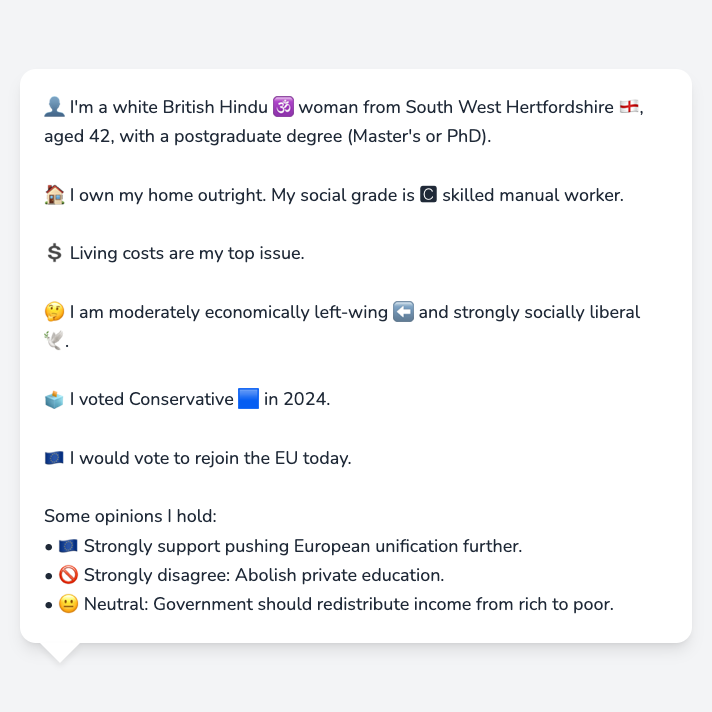 👤 I'm a white British Hindu 🕉️ woman from South West Hertfordshire 🏴󠁧󠁢󠁥󠁮󠁧󠁿,
aged 42, with a postgraduate degree (Master's or PhD).
🏠 I own my home outright. My social grade is 🅲 skilled manual worker.
💲 Living costs are my top issue.
🤔 I am moderately economically left-wing ⬅️ and strongly socially liberal
🕊️.
🗳️ I voted Conservative 🟦 in 2024.
🇪🇺 I would vote to rejoin the EU today.
Some opinions I hold:
• 🇪🇺 Strongly support pushing European unification further.
• 🚫 Strongly disagree: Abolish private education.
• 😐 Neutral: Government should redistribute income from rich to poor.